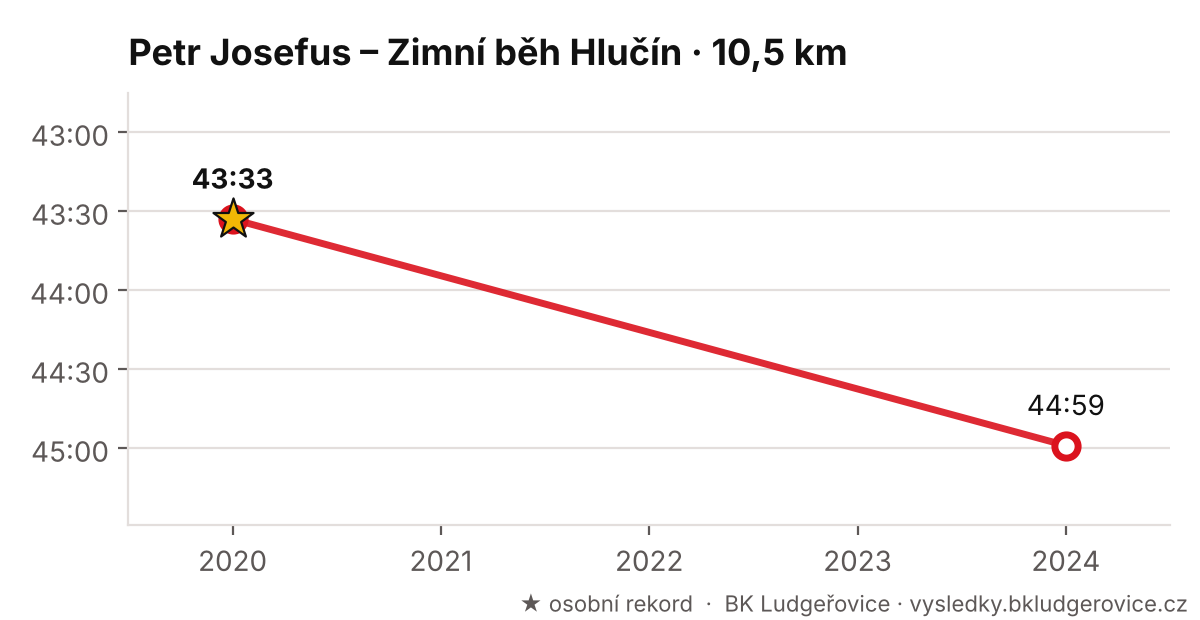 Petr Josefus – Zimní běh Hlučín · 10,5 km
43:00
43:33
43:30
44:00
44:30
44:59
45:00
2020 2021 2022 2023 2024
★ osobní rekord · BK Ludgeřovice · vysledky.bkludgerovice.cz